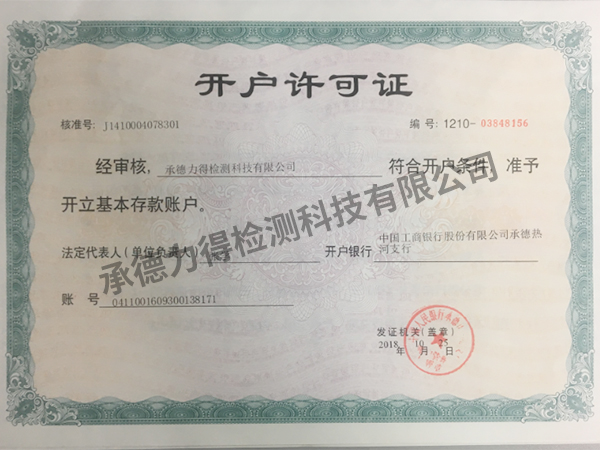 开户许可证
核准号: J1410004078301 编号: 1210-03848156
经审核, 承德力得检测科技有限公司 符合开户条件, 准予
开立基本存款账户。
法定代表人(单位负责人) 开户银行 中国工商银行股份有限公司承德热
河支行
账 号 0411001609300138171
发证机关(盖章)
2018 年 10 月 25 日
承德力得检测科技有限公司